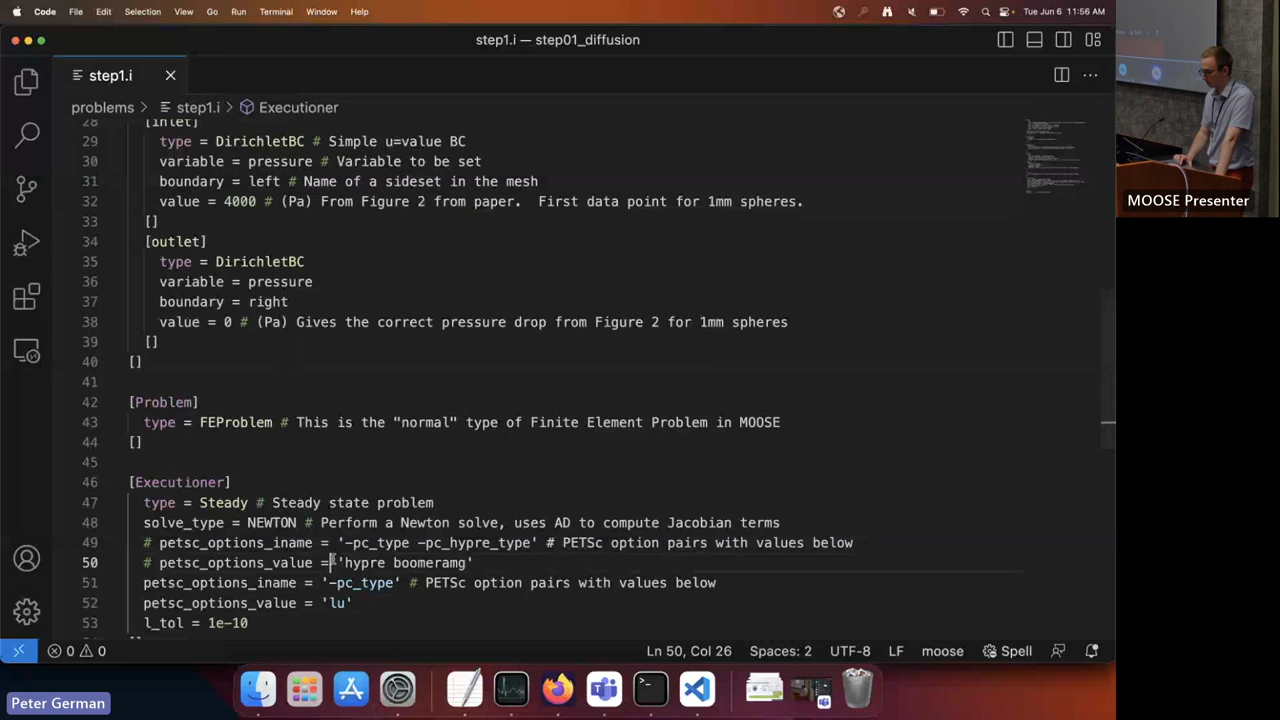 Code File Edit Selection View Go Run Terminal Window Help
Tue Jun 6 11:56 AM
step1.i — step01_diffusion
step1.i
problems > step1.i > Executioner
28 [inlet]
29 type = DirichletBC # Simple u=value BC
30 variable = pressure # Variable to be set
31 boundary = left # Name of a sideset in the mesh
32 value = 4000 # (Pa) From Figure 2 from paper.  First data point for 1mm spheres.
33 []
34 [outlet]
35 type = DirichletBC
36 variable = pressure
37 boundary = right
38 value = 0 # (Pa) Gives the correct pressure drop from Figure 2 for 1mm spheres
39 []
40 []
41
42 [Problem]
43 type = FEProblem # This is the "normal" type of Finite Element Problem in MOOSE
44 []
45
46 [Executioner]
47 type = Steady # Steady state problem
48 solve_type = NEWTON # Perform a Newton solve, uses AD to compute Jacobian terms
49 # petsc_options_iname = '-pc_type -pc_hypre_type' # PETSc option pairs with values below
50 # petsc_options_value = 'hypre boomeramg'
51 petsc_options_iname = '-pc_type' # PETSc option pairs with values below
52 petsc_options_value = 'lu'
53 l_tol = 1e-10
0 0 Ln 50, Col 26 Spaces: 2 UTF-8 LF moose Spell
MOOSE Presenter
Peter German